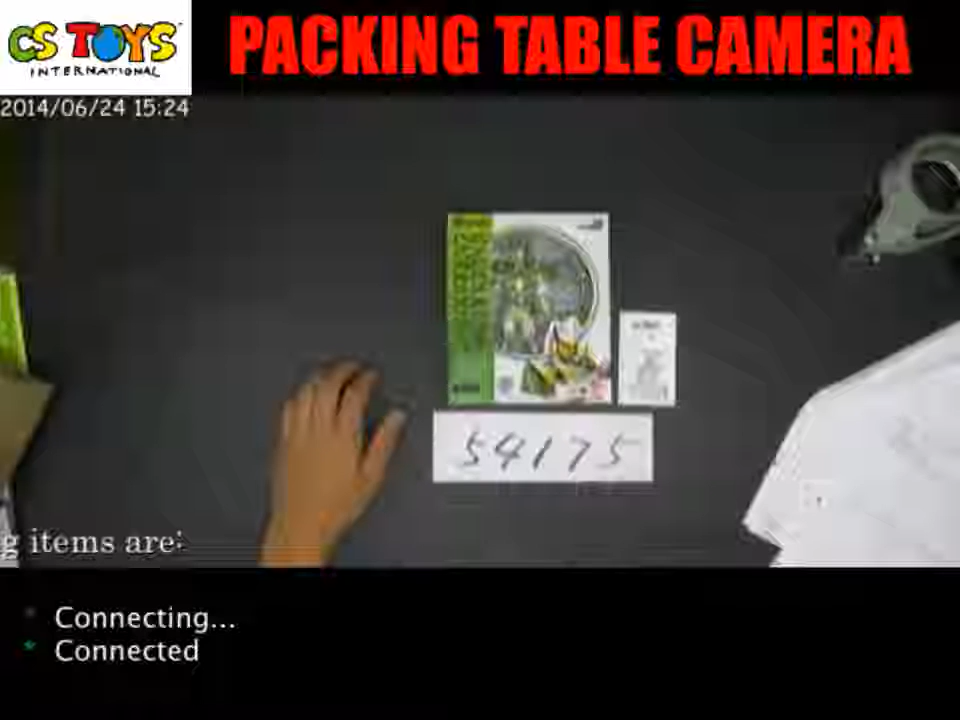 CS TOYS
INTERNATIONAL
PACKING TABLE CAMERA
2014/06/24 15:24
54175
g items are:
* Connecting...
* Connected